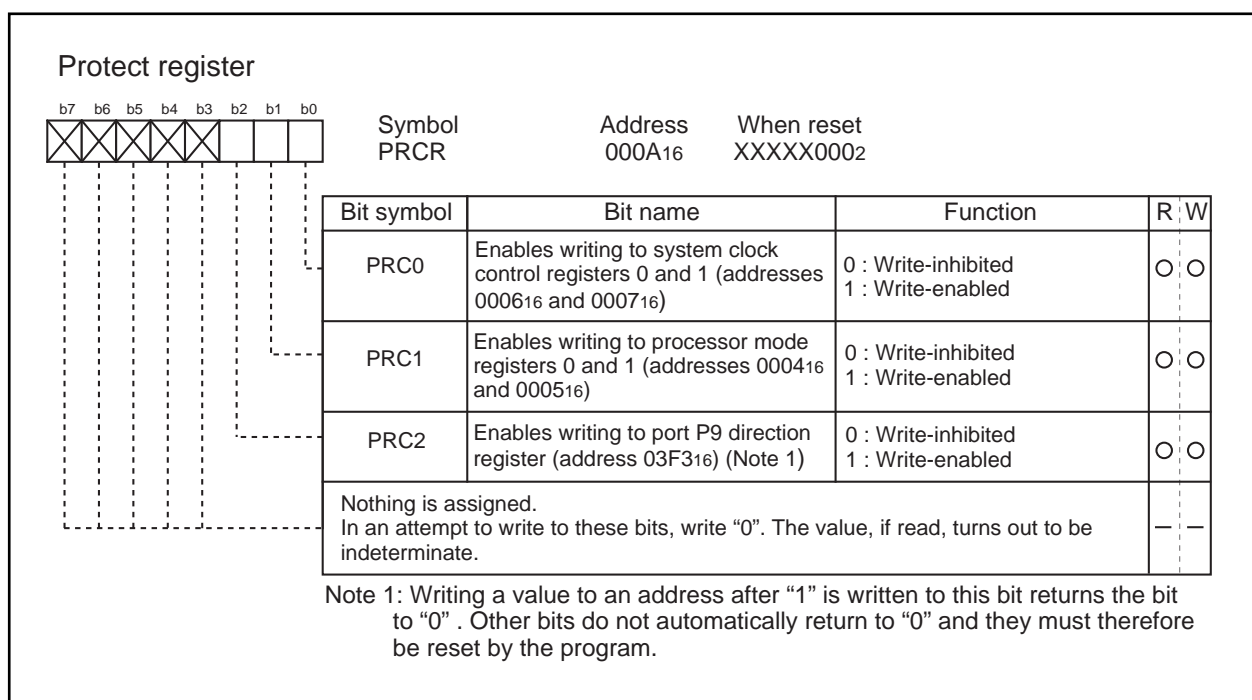 Protect register
b7 b6 b5 b4 b3 b2 b1 b0
Symbol Address When reset
PRCR 000A16 XXXXX0002
Bit symbol Bit name Function R W
PRC0
Enables writing to system clock
control registers 0 and 1 (addresses
000616 and 000716)
0 : Write-inhibited
1 : Write-enabled
PRC1
Enables writing to processor mode
registers 0 and 1 (addresses 000416
and 000516)
0 : Write-inhibited
1 : Write-enabled
PRC2
Enables writing to port P9 direction
register (address 03F316) (Note 1)
0 : Write-inhibited
1 : Write-enabled
Nothing is assigned.
In an attempt to write to these bits, write “0”. The value, if read, turns out to be
indeterminate.
Note 1: Writing a value to an address after “1” is written to this bit returns the bit
to “0” . Other bits do not automatically return to “0” and they must therefore
be reset by the program.